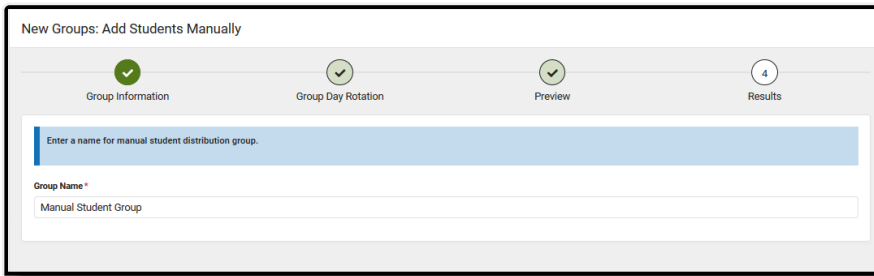 New Groups: Add Students Manually
4
Group Information
Group Day Rotation
Preview
Results
Enter a name for manual student distribution group.
Group Name*
Manual Student Group